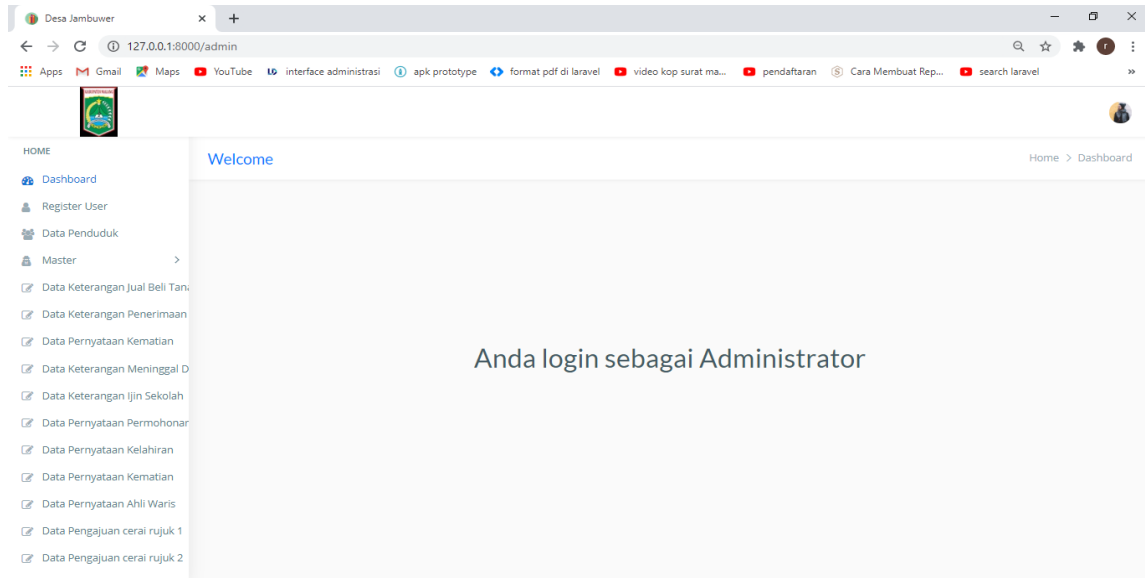 Desa Jambuwer
127.0.0.1:8000/admin
r
Apps Gmail Maps YouTube interface administrasi apk prototype format pdf di laravel video kop surat ma... pendaftaran Cara Membuat Rep... search laravel »
HOME
Welcome
Home > Dashboard
Dashboard
Register User
Data Penduduk
Master >
Data Keterangan Jual Beli Tana
Data Keterangan Penerimaan
Data Pernyataan Kematian
Data Keterangan Meninggal D
Data Keterangan Ijin Sekolah
Data Pernyataan Permohonan
Data Pernyataan Kelahiran
Data Pernyataan Kematian
Data Pernyataan Ahli Waris
Data Pengajuan cerai rujuk 1
Data Pengajuan cerai rujuk 2
Anda login sebagai Administrator